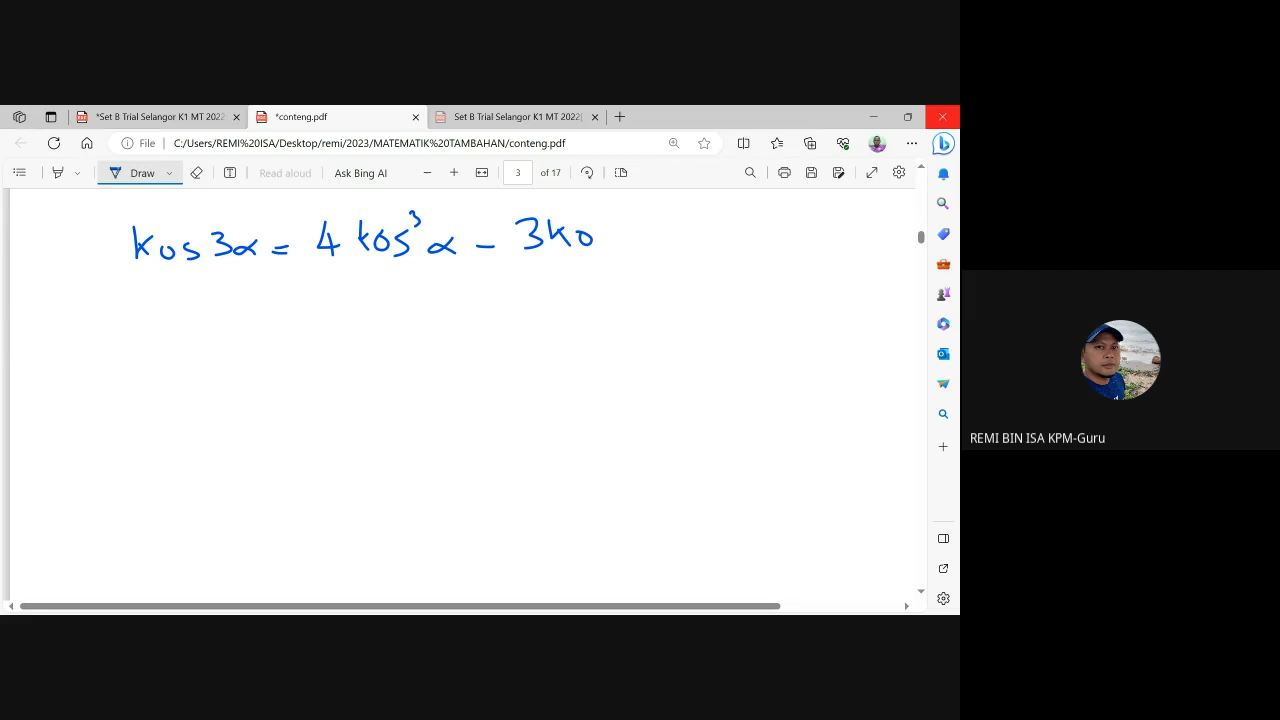 *Set B Trial Selangor K1 MT 2022
*conteng.pdf
Set B Trial Selangor K1 MT 2022
File
C:/Users/REMI%20ISA/Desktop/remi/2023/MATEMATIK%20TAMBAHAN/conteng.pdf
Draw
Read aloud
Ask Bing AI
3 of 17
kos 3α = 4 kos³ α - 3 ko
REMI BIN ISA KPM-Guru